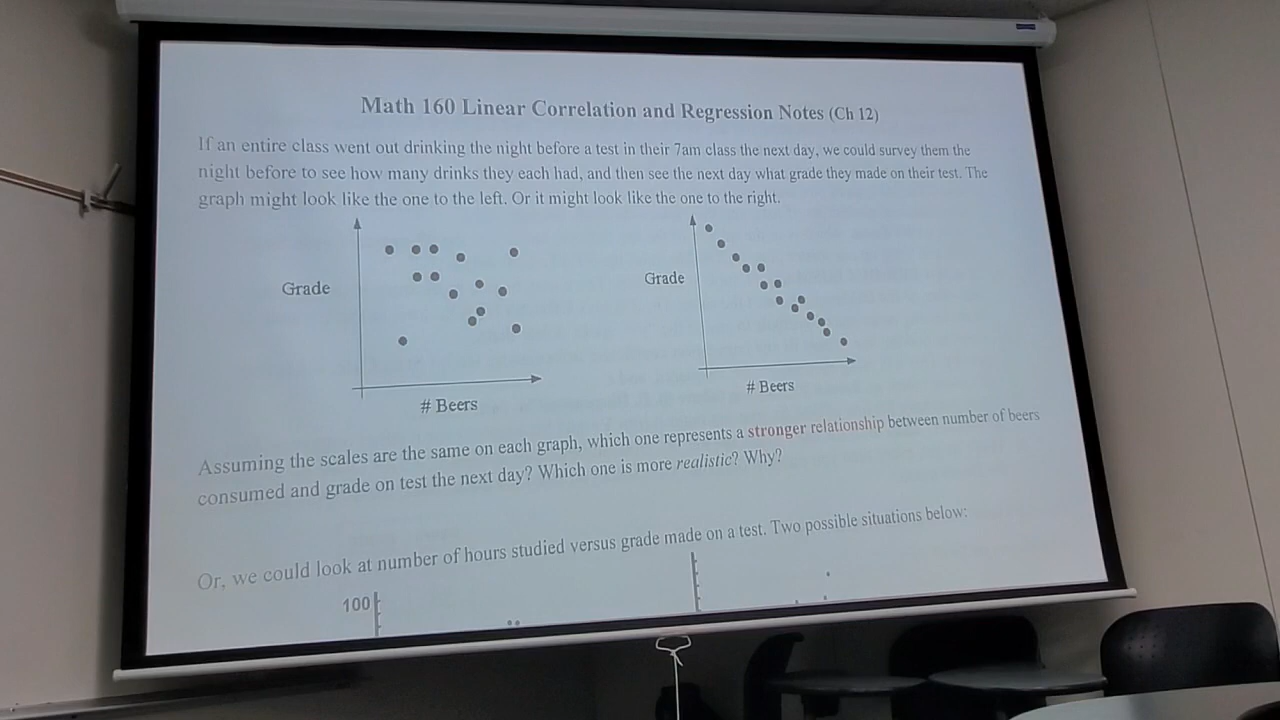 Math 160 Linear Correlation and Regression Notes (Ch 12)
If an entire class went out drinking the night before a test in their 7am class the next day, we could survey them the
night before to see how many drinks they each had, and then see the next day what grade they made on their test. The
graph might look like the one to the left. Or it might look like the one to the right.
Grade
# Beers
Grade
# Beers
Assuming the scales are the same on each graph, which one represents a stronger relationship between number of beers
consumed and grade on test the next day? Which one is more realistic? Why?
Or, we could look at number of hours studied versus grade made on a test. Two possible situations below:
100